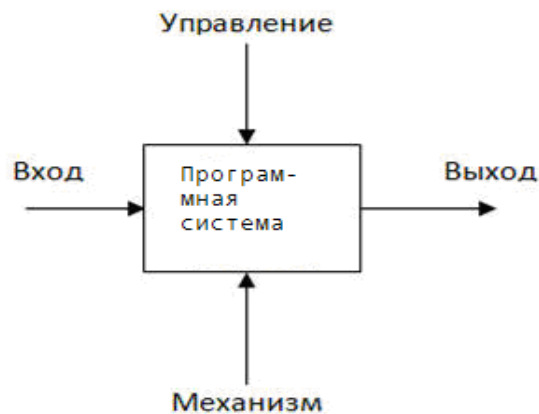 Управление
Вход
Програм-
мная
система
Выход
Механизм